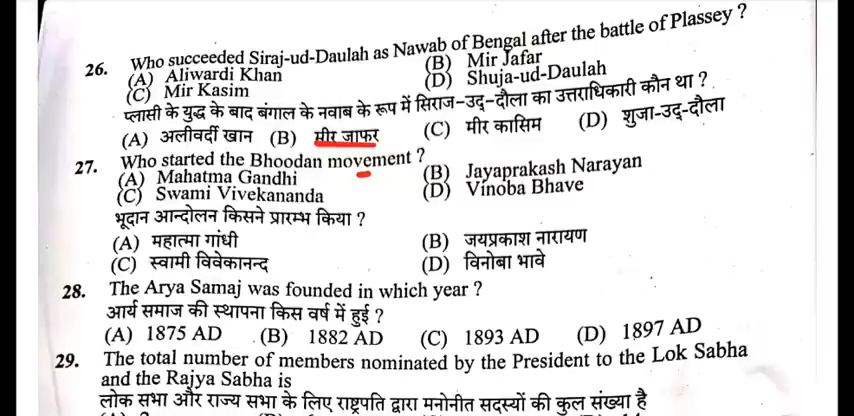 26. Who succeeded Siraj-ud-Daulah as Nawab of Bengal after the battle of Plassey ?
(A) Aliwardi Khan (B) Mir Jafar
(C) Mir Kasim (D) Shuja-ud-Daulah
प्लासी के युद्ध के बाद बंगाल के नवाब के रूप में सिराज-उद्-दौला का उत्तराधिकारी कौन था ?
(A) अलीवर्दी खान (B) मीर जाफर (C) मीर कासिम (D) शुजा-उद्-दौला
27. Who started the Bhoodan movement ?
(A) Mahatma Gandhi (B) Jayaprakash Narayan
(C) Swami Vivekananda (D) Vinoba Bhave
भूदान आन्दोलन किसने प्रारम्भ किया ?
(A) महात्मा गांधी (B) जयप्रकाश नारायण
(C) स्वामी विवेकानन्द (D) विनोबा भावे
28. The Arya Samaj was founded in which year ?
आर्य समाज की स्थापना किस वर्ष में हुई ?
(A) 1875 AD (B) 1882 AD (C) 1893 AD (D) 1897 AD
29. The total number of members nominated by the President to the Lok Sabha
and the Rajya Sabha is
लोक सभा और राज्य सभा के लिए राष्ट्रपति द्वारा मनोनीत सदस्यों की कुल संख्या है